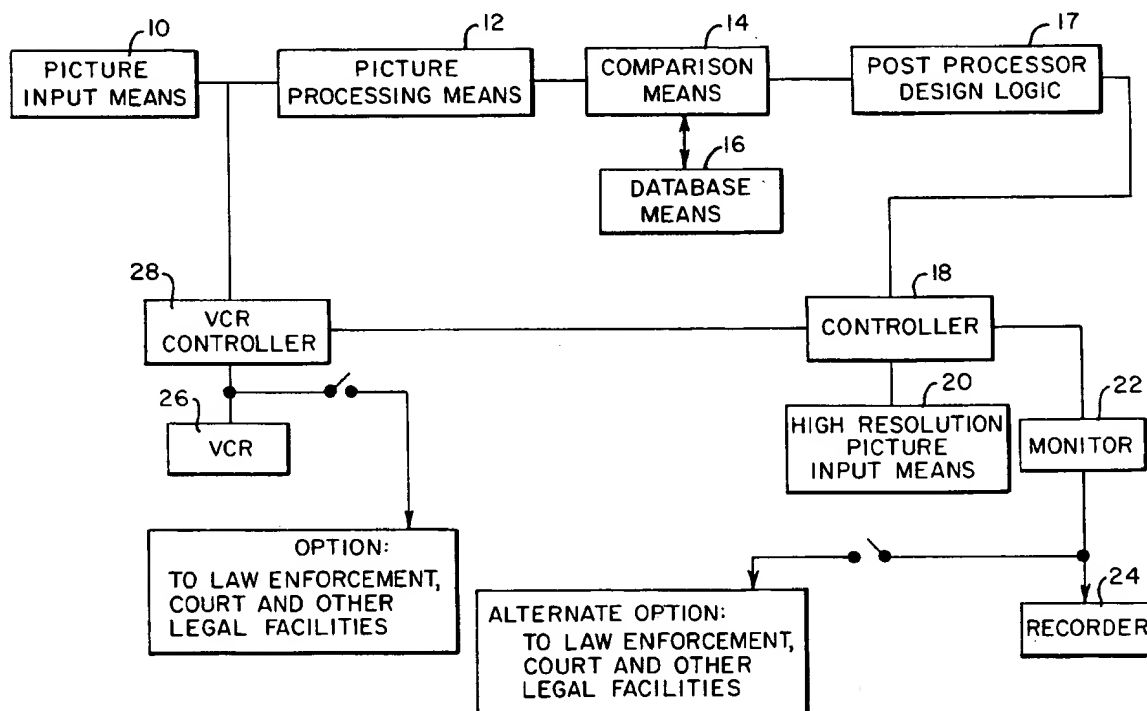 10
PICTURE
INPUT MEANS
12
PICTURE
PROCESSING MEANS
14
COMPARISON
MEANS
17
POST PROCESSOR
DESIGN LOGIC
16
DATABASE
MEANS
28
VCR
CONTROLLER
18
CONTROLLER
26
VCR
20
HIGH RESOLUTION
PICTURE
INPUT MEANS
22
MONITOR
OPTION:
TO LAW ENFORCEMENT,
COURT AND OTHER
LEGAL FACILITIES
ALTERNATE OPTION:
TO LAW ENFORCEMENT,
COURT AND OTHER
LEGAL FACILITIES
24
RECORDER